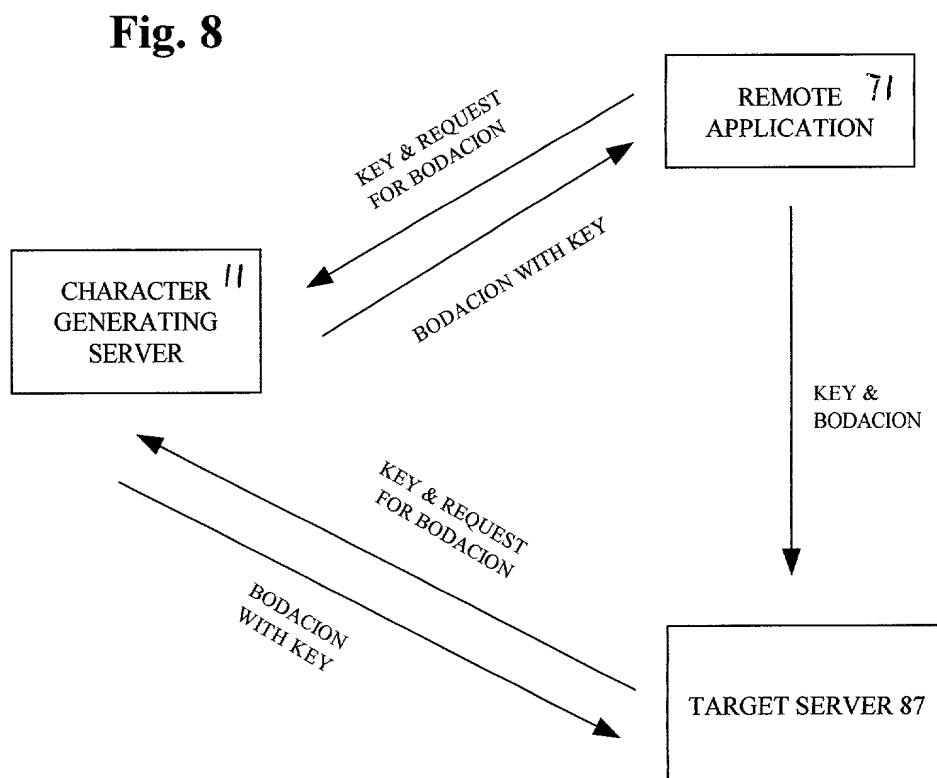 Fig. 8
REMOTE 71
APPLICATION
KEY & REQUEST
FOR BODACION
BODACION WITH KEY
CHARACTER 11
GENERATING
SERVER
KEY &
BODACION
KEY & REQUEST
FOR BODACION
BODACION
WITH KEY
TARGET SERVER 87